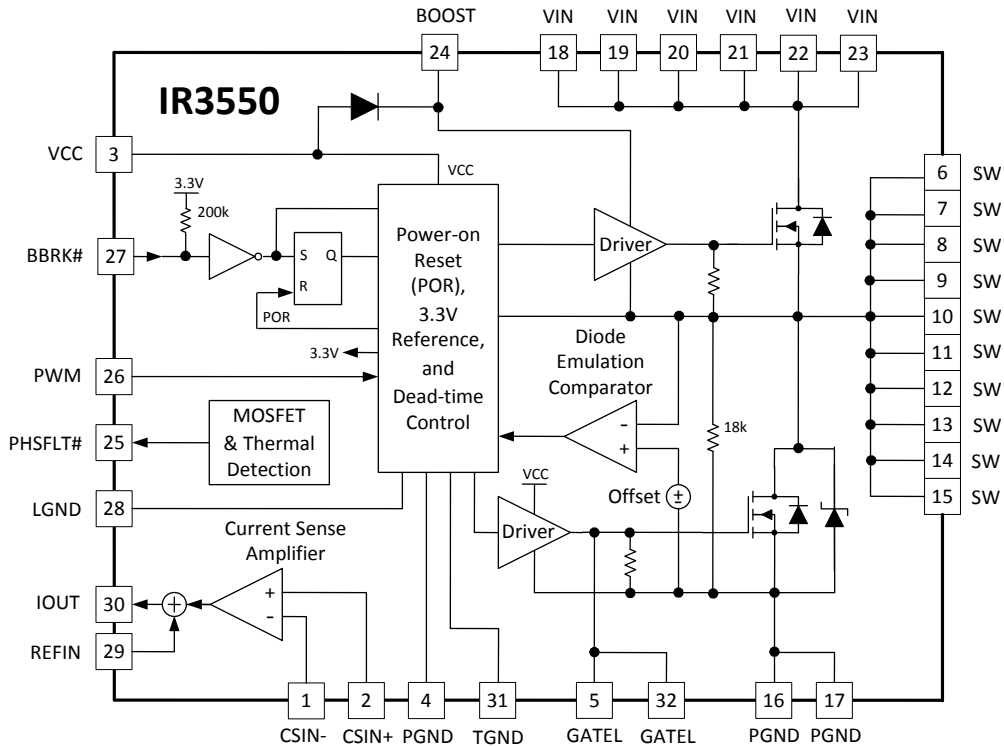 BOOST
VIN
VIN
VIN
VIN
VIN
VIN
24
18
19
20
21
22
23
IR3550
VCC
3
VCC
3.3V
200k
BBRK#
27
S
Q
R
POR
Power-on
Reset
(POR),
3.3V
Reference,
and
Dead-time
Control
3.3V
PWM
26
PHSFLT#
25
MOSFET
& Thermal
Detection
LGND
28
Driver
Diode
Emulation
Comparator
-
+
18k
Offset
±
VCC
Driver
6
SW
7
SW
8
SW
9
SW
10
SW
11
SW
12
SW
13
SW
14
SW
15
SW
Current Sense
Amplifier
+
-
IOUT
30
+
REFIN
29
1
2
4
31
5
32
16
17
CSIN-
CSIN+
PGND
TGND
GATEL
GATEL
PGND
PGND